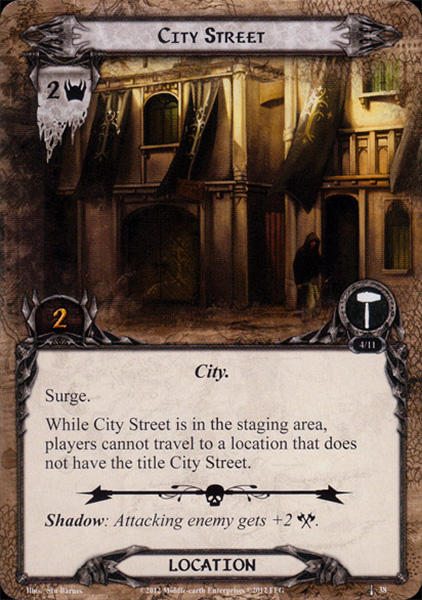 CITY STREET
2
2
4/11
City.
Surge.
While City Street is in the staging area,
players cannot travel to a location that does
not have the title City Street.
Shadow: Attacking enemy gets +2 .
Illus. Stu Barnes
©2012 Middle-earth Enterprises ©2012 FFG
38
LOCATION